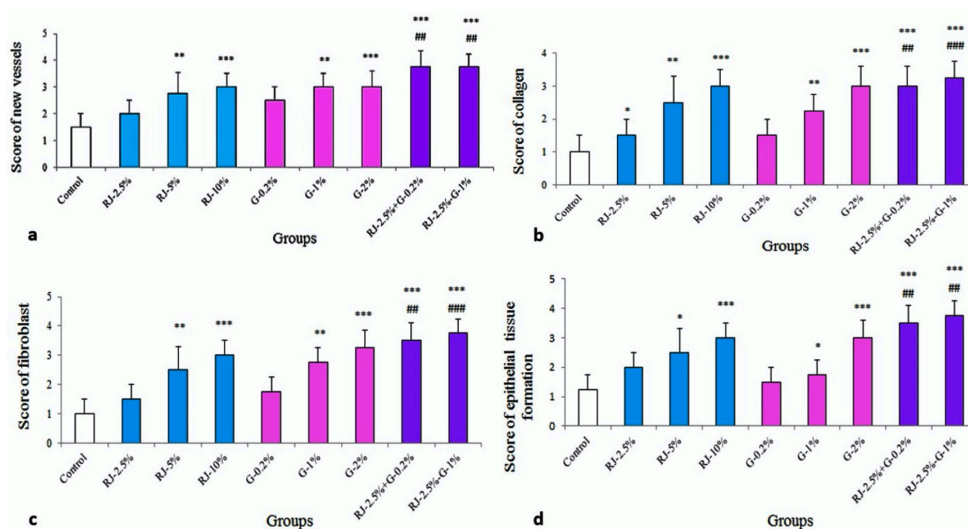 ***
***
**
***
**
***
##
##
5
4
3
2
1
0
Score of new vessels
Control
RJ-2.5%
RJ-5%
RJ-10%
G-0.2%
G-1%
G-2%
RJ-2.5%+G-0.2%
RJ-2.5%-G-1%
a
Groups
***
***
**
***
*
**
***
##
###
4
3
2
1
0
Score of collagen
Control
RJ-2.5%
RJ-5%
RJ-10%
G-0.2%
G-1%
G-2%
RJ-2.5%+G-0.2%
RJ-2.5%-G-1%
b
Groups
***
***
**
***
**
***
##
###
5
4
3
2
1
0
Score of fibroblast
Control
RJ-2.5%
RJ-5%
RJ-10%
G-0.2%
G-1%
G-2%
RJ-2.5%+G-0.2%
RJ-2.5%-G-1%
c
Groups
***
***
*
***
*
***
##
##
5
4
3
2
1
0
Score of epithelial tissue
formation
Control
RJ-2.5%
RJ-5%
RJ-10%
G-0.2%
G-1%
G-2%
RJ-2.5%+G-0.2%
RJ-2.5%-G-1%
d
Groups